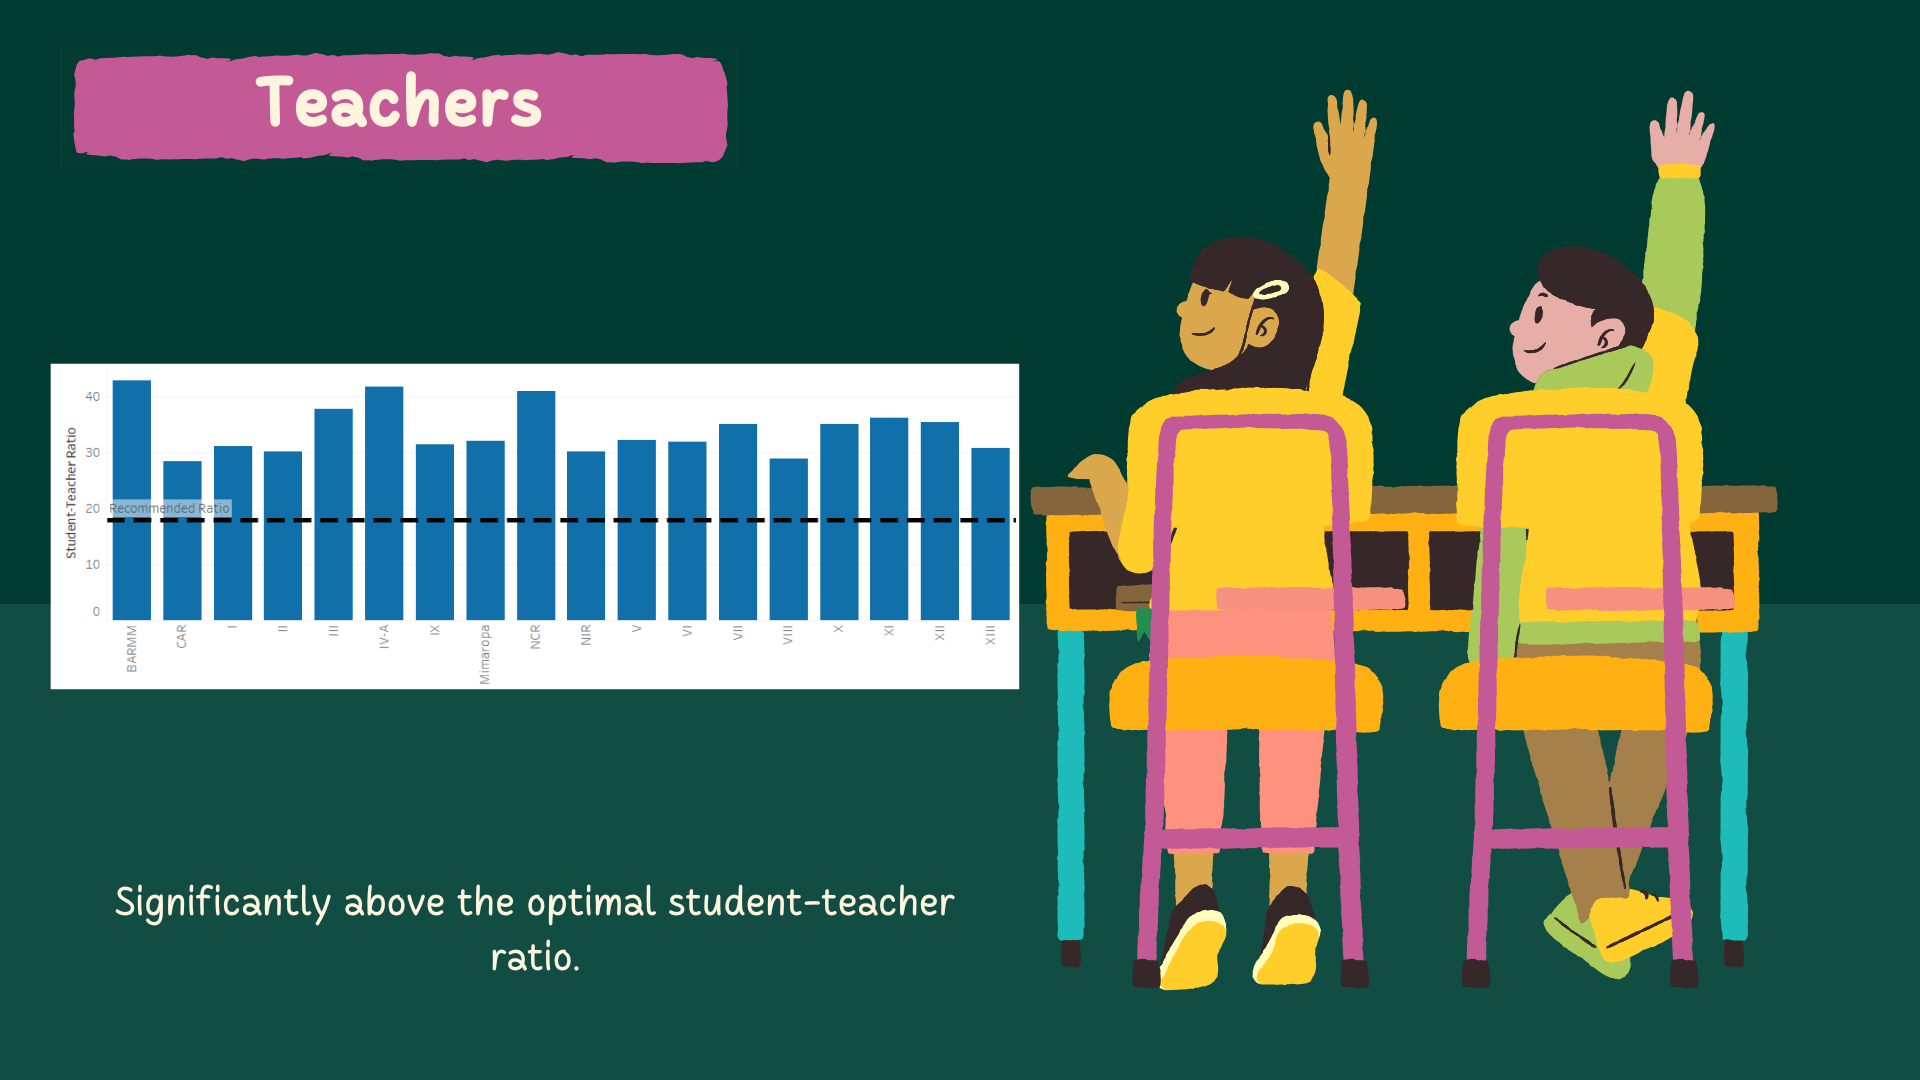 Teachers
Student-Teacher Ratio
40
30
20
10
0
Recommended Ratio
BARMM
CAR
I
II
III
IV-A
IX
Mimaropa
NCR
NIR
V
VI
VII
VIII
X
XI
XII
XIII
Significantly above the optimal student-teacher
ratio.